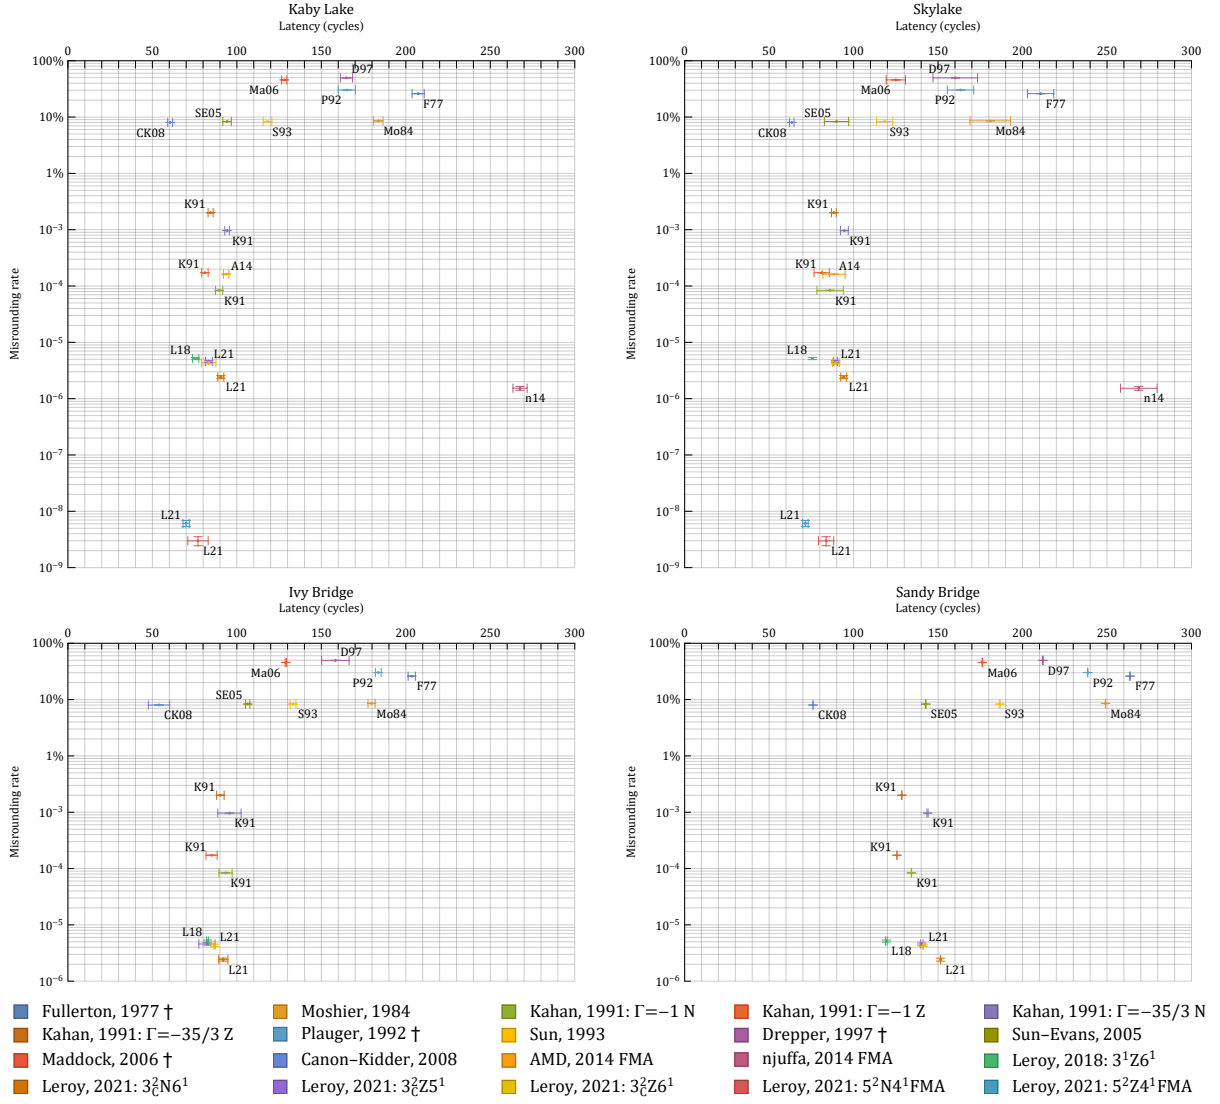 Kaby Lake
Latency (cycles)
0 50 100 150 200 250 300
100%
10%
1%
10⁻³
10⁻⁴
10⁻⁵
10⁻⁶
10⁻⁷
10⁻⁸
10⁻⁹
Misrounding rate
D97
Ma06
P92
F77
SE05
CK08
S93
Mo84
K91
K91
K91
A14
K91
L18
L21
L21
n14
L21
L21
Skylake
Latency (cycles)
0 50 100 150 200 250 300
100%
10%
1%
10⁻³
10⁻⁴
10⁻⁵
10⁻⁶
10⁻⁷
10⁻⁸
10⁻⁹
Misrounding rate
D97
Ma06
P92
F77
SE05
CK08
S93
Mo84
K91
K91
K91
A14
K91
L18
L21
L21
n14
L21
L21
Ivy Bridge
Latency (cycles)
0 50 100 150 200 250 300
100%
10%
1%
10⁻³
10⁻⁴
10⁻⁵
10⁻⁶
Misrounding rate
D97
Ma06
P92
F77
SE05
CK08
S93
Mo84
K91
K91
K91
K91
L18
L21
L21
Sandy Bridge
Latency (cycles)
0 50 100 150 200 250 300
100%
10%
1%
10⁻³
10⁻⁴
10⁻⁵
10⁻⁶
Misrounding rate
Ma06
D97
P92
F77
CK08
SE05
S93
Mo84
K91
K91
K91
K91
L18
L21
L21
Fullerton, 1977 † Moshier, 1984 Kahan, 1991: Γ=−1 N Kahan, 1991: Γ=−1 Z Kahan, 1991: Γ=−35/3 N
Kahan, 1991: Γ=−35/3 Z Plauger, 1992 † Sun, 1993 Drepper, 1997 † Sun–Evans, 2005
Maddock, 2006 † Canon–Kidder, 2008 AMD, 2014 FMA njuffa, 2014 FMA Leroy, 2018: 3¹Z6¹
Leroy, 2021: 3²_CN6¹ Leroy, 2021: 3²_CZ5¹ Leroy, 2021: 3²_CZ6¹ Leroy, 2021: 5²N4¹FMA Leroy, 2021: 5²Z4¹FMA